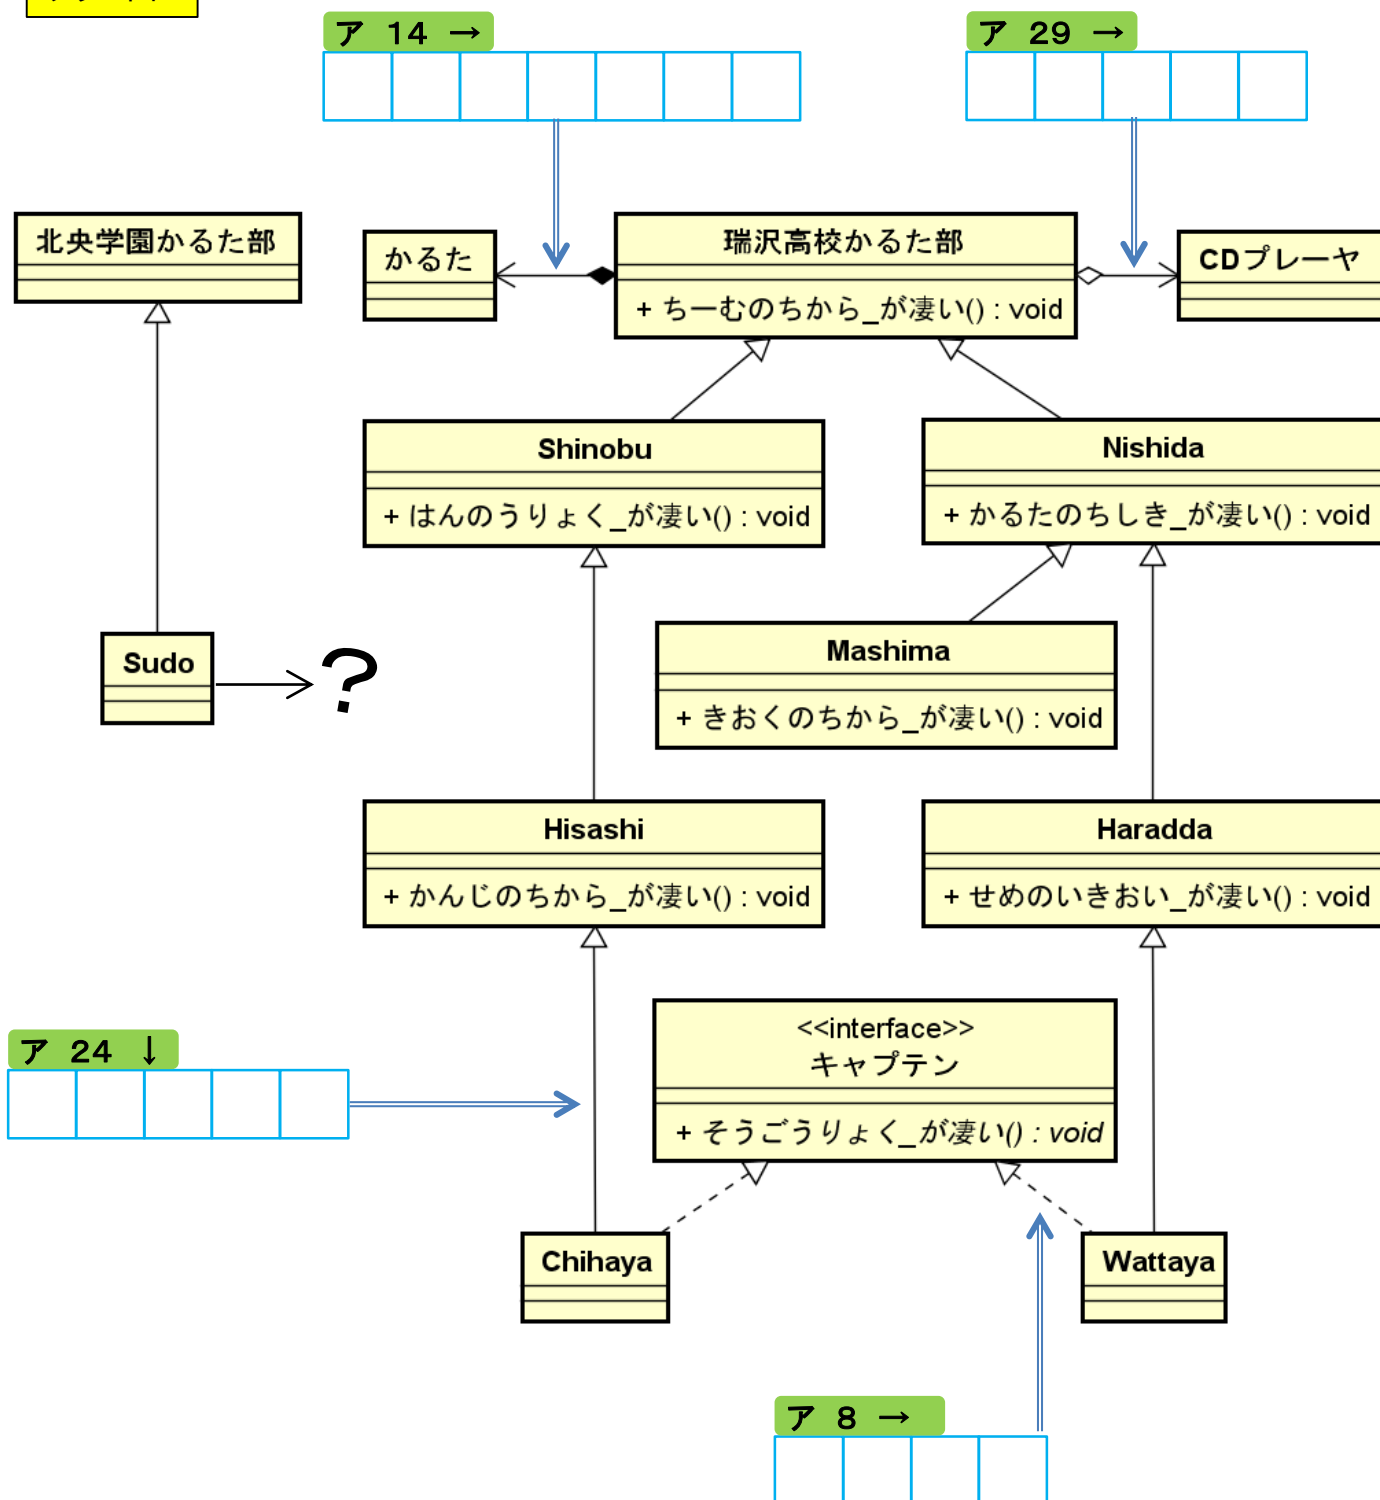 ア 14 →
ア 29 →
北央学園かるた部
かるた
瑞沢高校かるた部
+ ちーむのちから_が凄い() : void
CDプレーヤ
Shinobu
+ はんのうりょく_が凄い() : void
Nishida
+ かるたのちしき_が凄い() : void
Sudo
?
Mashima
+ きおくのちから_が凄い() : void
Hisashi
+ かんじのちから_が凄い() : void
Haradda
+ せめのいきおい_が凄い() : void
ア 24 ↓
<<interface>>
キャプテン
+ そうごうりょく_が凄い() : void
Chihaya
Wattaya
ア 8 →